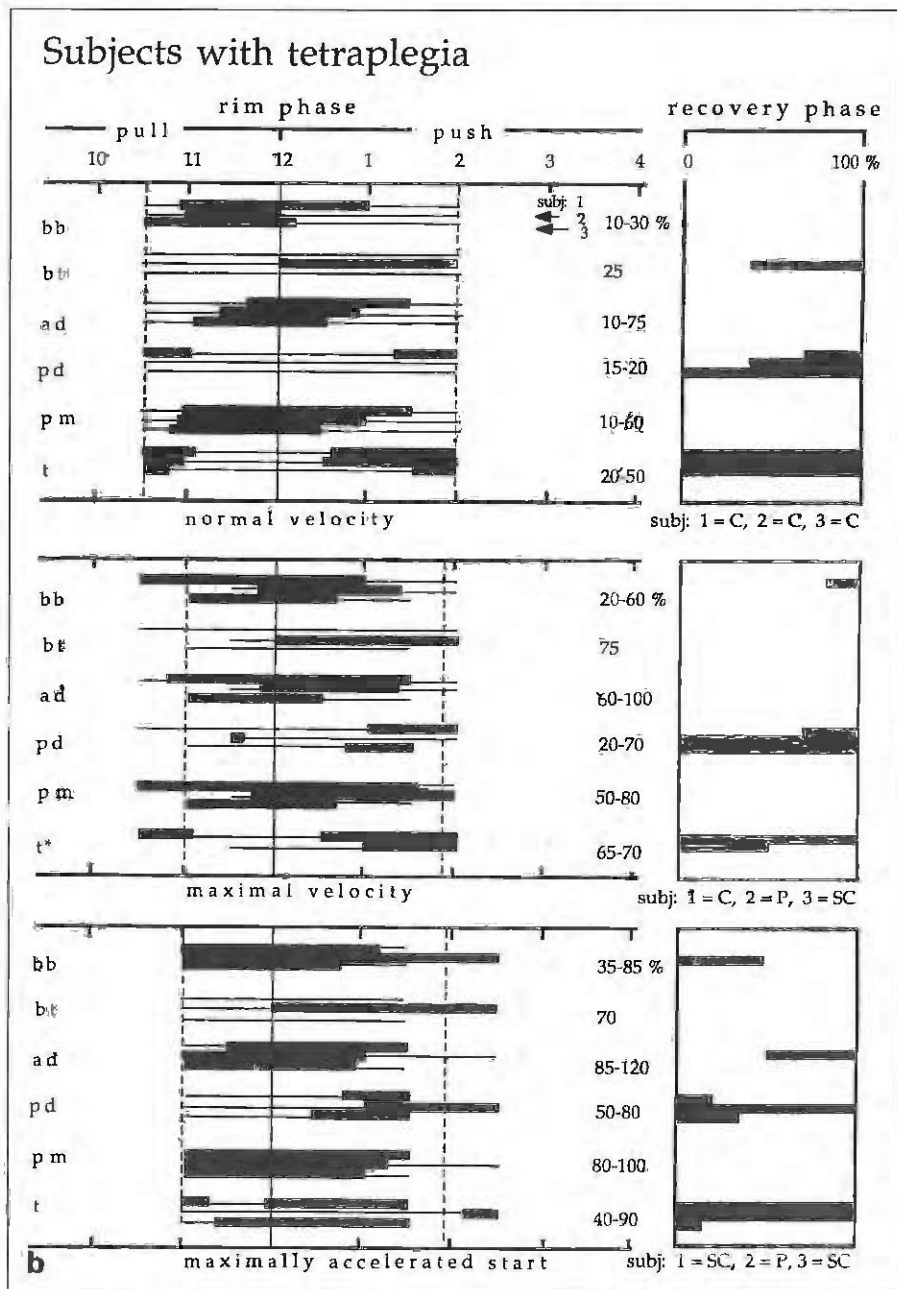 Subjects with tetraplegia
rim phase
recovery phase
pull
push
10 11 12 1 2 3 4
0 100 %
subj: 1
2
3
bb 10-30 %
bt 25
ad 10-75
pd 15-20
pm 10-60
t 20-50
normal velocity
subj: 1 = C, 2 = C, 3 = C
bb 20-60 %
bt 75
ad 60-100
pd 20-70
pm 50-80
t* 65-70
maximal velocity
subj: 1 = C, 2 = P, 3 = SC
bb 35-85 %
bt 70
ad 85-120
pd 50-80
pm 80-100
t 40-90
b
maximally accelerated start
subj: 1 = SC, 2 = P, 3 = SC